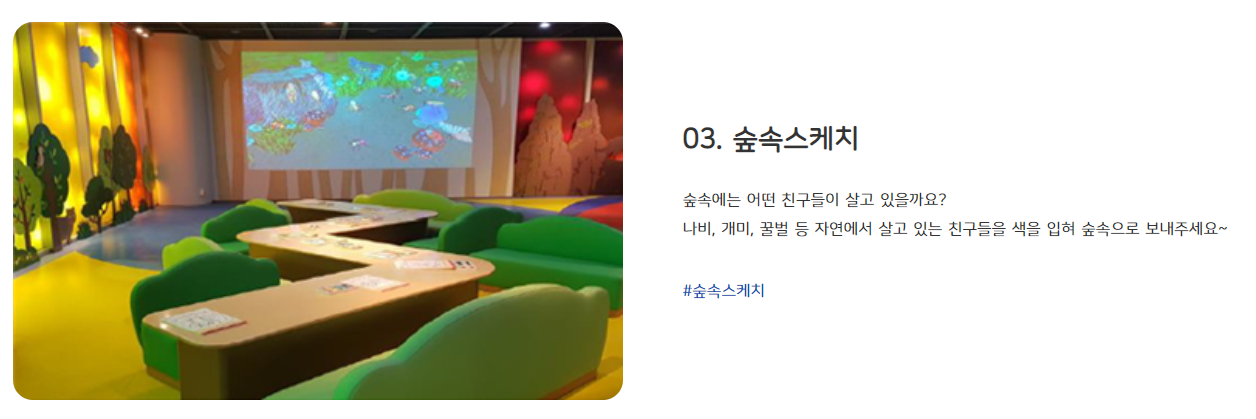 03. 숲속스케치
숲속에는 어떤 친구들이 살고 있을까요?
나비, 개미, 꿀벌 등 자연에서 살고 있는 친구들을 색을 입혀 숲속으로 보내주세요~
#숲속스케치